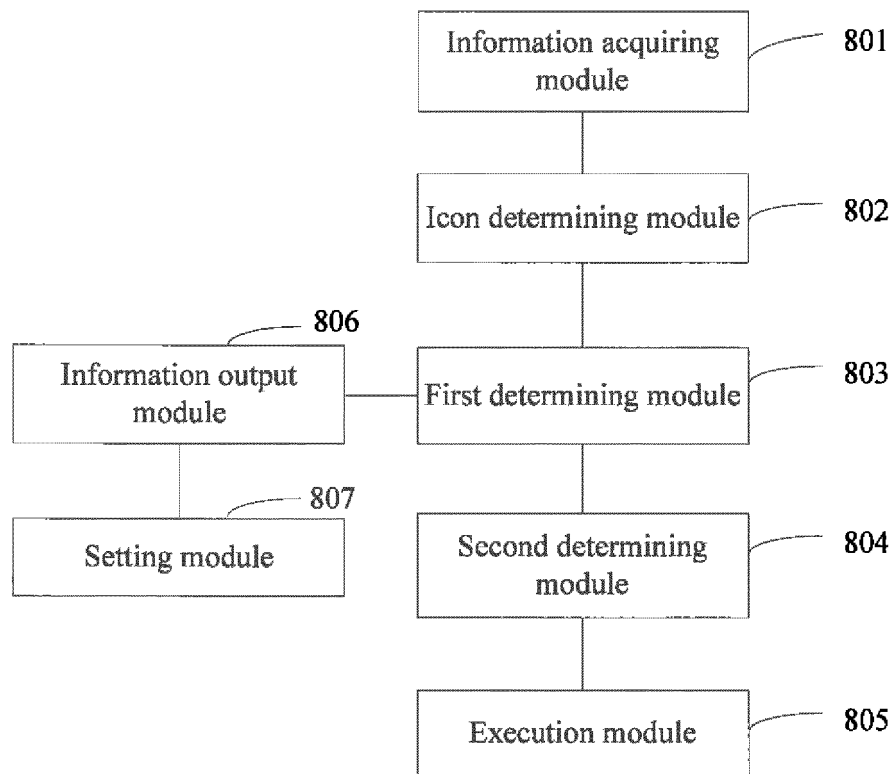 Information acquiring
module
801
Icon determining module
802
806
Information output
module
First determining module
803
807
Setting module
Second determining
module
804
Execution module
805